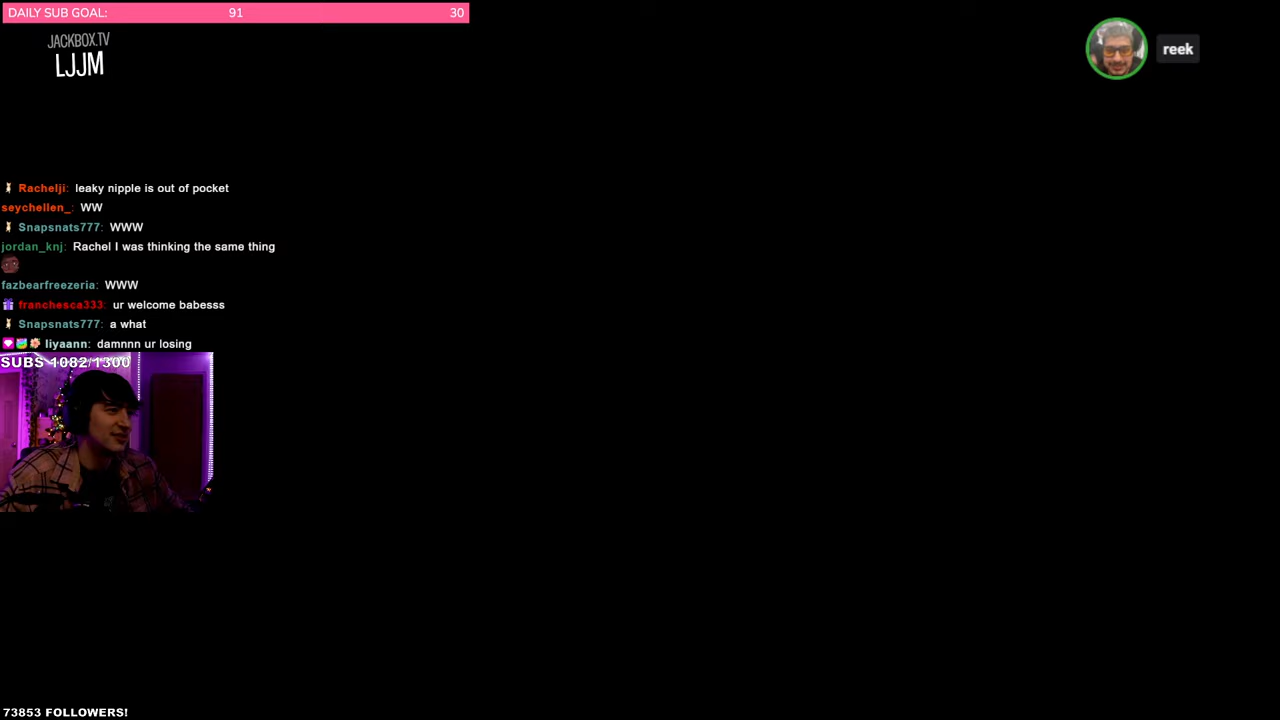 DAILY SUB GOAL: 91 30
JACKBOX.TV
LJJM
reek
Rachelji: leaky nipple is out of pocket
seychellen_: WW
Snapsnats777: WWW
jordan_knj: Rachel I was thinking the same thing
fazbearfreezeria: WWW
franchesca333: ur welcome babesss
Snapsnats777: a what
liyaann: damnnn ur losing
SUBS 1082/1300
73853 FOLLOWERS!